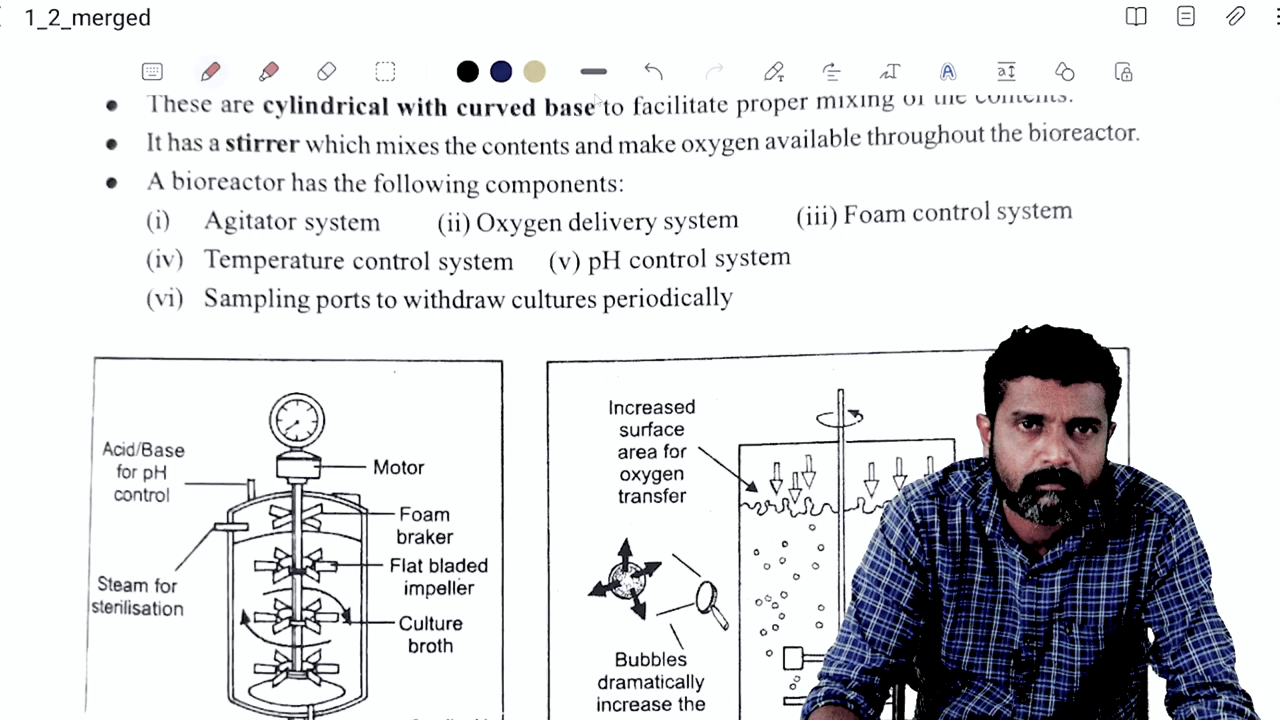 1_2_merged
• These are cylindrical with curved base to facilitate proper mixing of the contents.
• It has a stirrer which mixes the contents and make oxygen available throughout the bioreactor.
• A bioreactor has the following components:
(i) Agitator system (ii) Oxygen delivery system (iii) Foam control system
(iv) Temperature control system (v) pH control system
(vi) Sampling ports to withdraw cultures periodically
Acid/Base
for pH
control
Motor
Foam
braker
Flat bladed
impeller
Steam for
sterilisation
Culture
broth
Increased
surface
area for
oxygen
transfer
Bubbles
dramatically
increase the